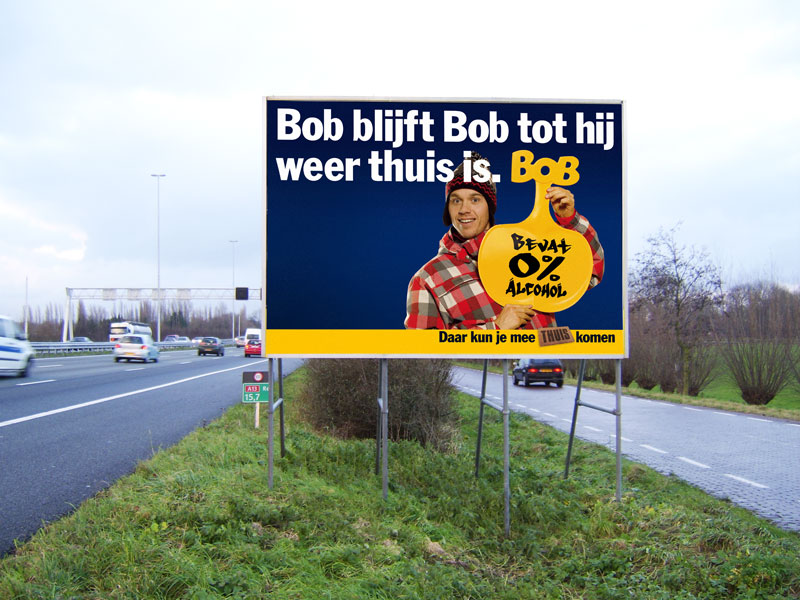 Bob blijft Bob tot hij
weer thuis is.
BOB
BEVAT
0%
ALCOHOL
Daar kun je mee THUIS komen
A13 Re
15,7